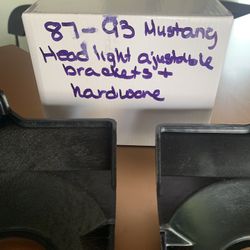 87-93 Mustang
Head light ajustable
brackets +
hardware